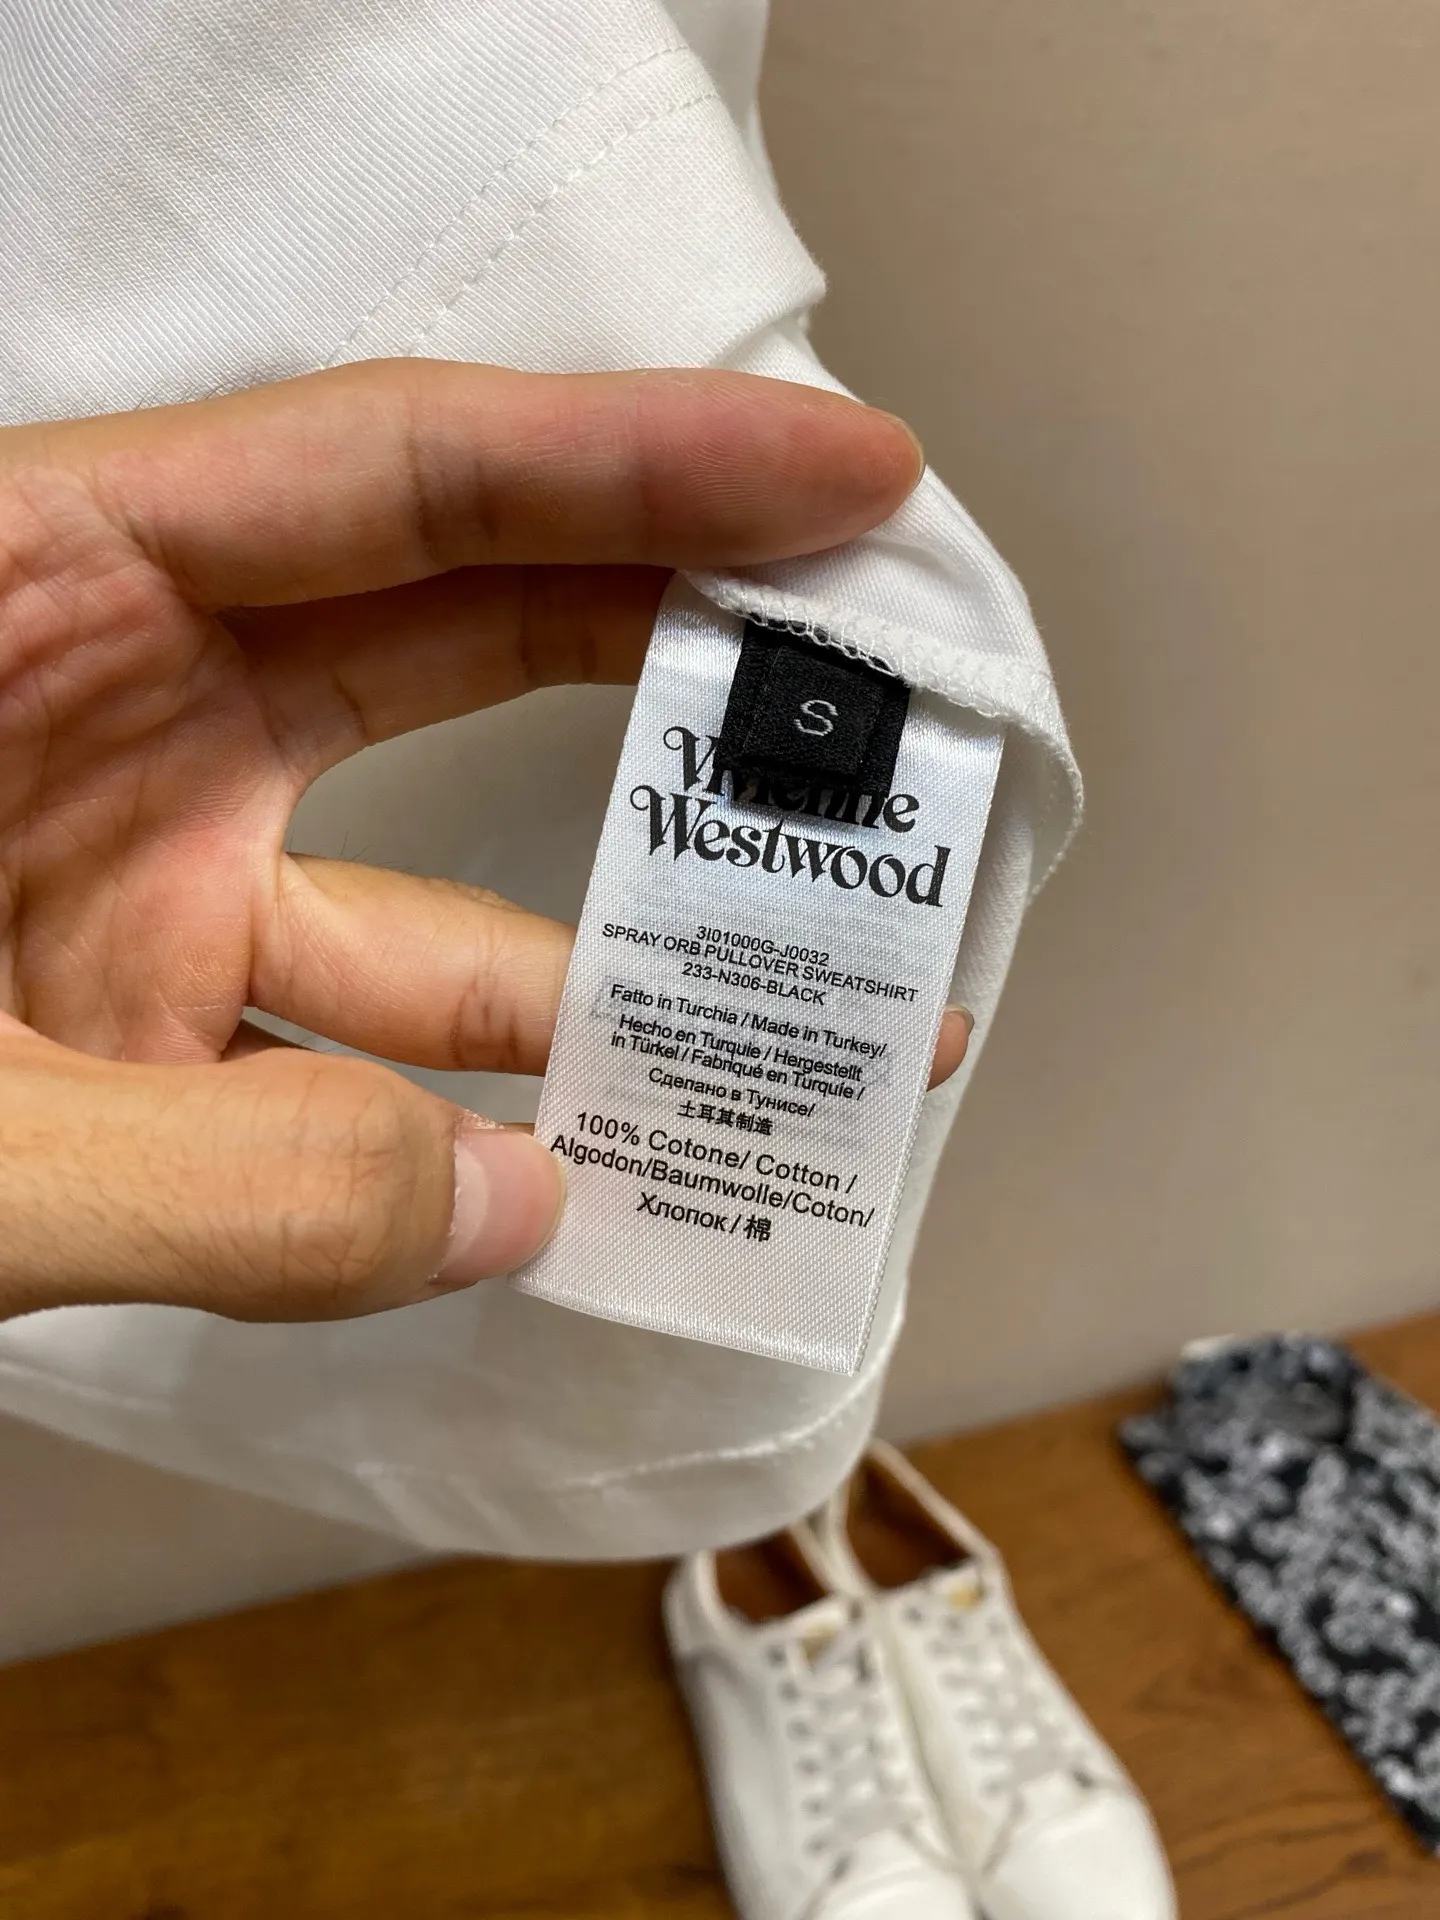 S
Vivienne
Westwood
3I01000G-J0032
SPRAY ORB PULLOVER SWEATSHIRT
233-N306-BLACK
Fatto in Turchia / Made in Turkey/
Hecho en Turquie / Hergestellt
in Türkel / Fabriqué en Turquie /
Сделано в Тунисе/
土耳其制造
100% Cotone/ Cotton /
Algodon/Baumwolle/Coton/
Хлопок / 棉